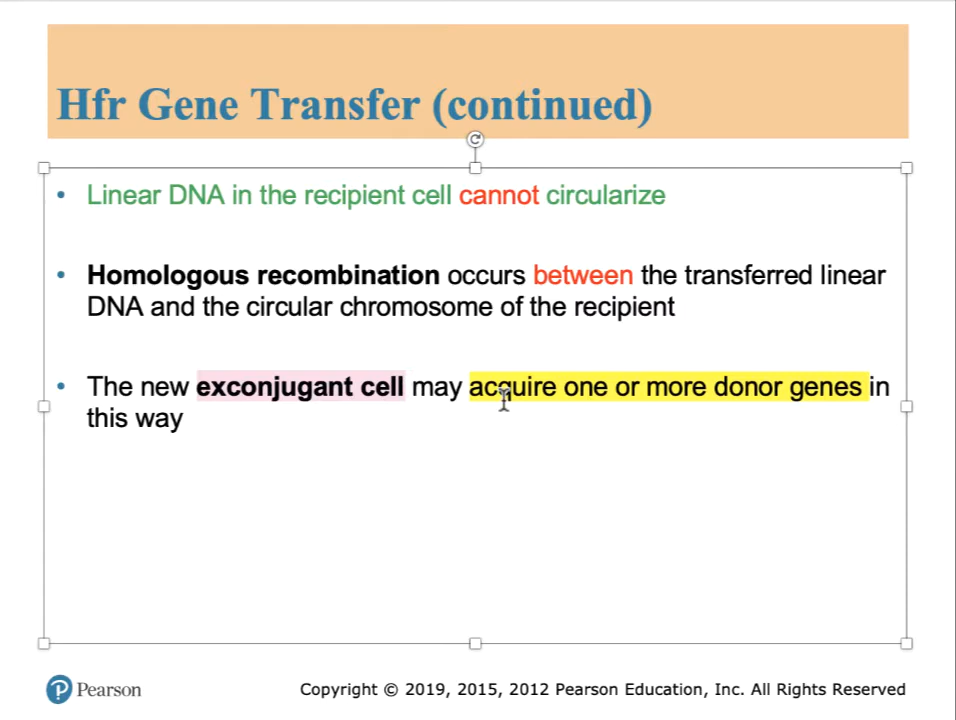 Hfr Gene Transfer (continued)
• Linear DNA in the recipient cell cannot circularize
• Homologous recombination occurs between the transferred linear
DNA and the circular chromosome of the recipient
• The new exconjugant cell may acquire one or more donor genes in
this way
Pearson
Copyright © 2019, 2015, 2012 Pearson Education, Inc. All Rights Reserved